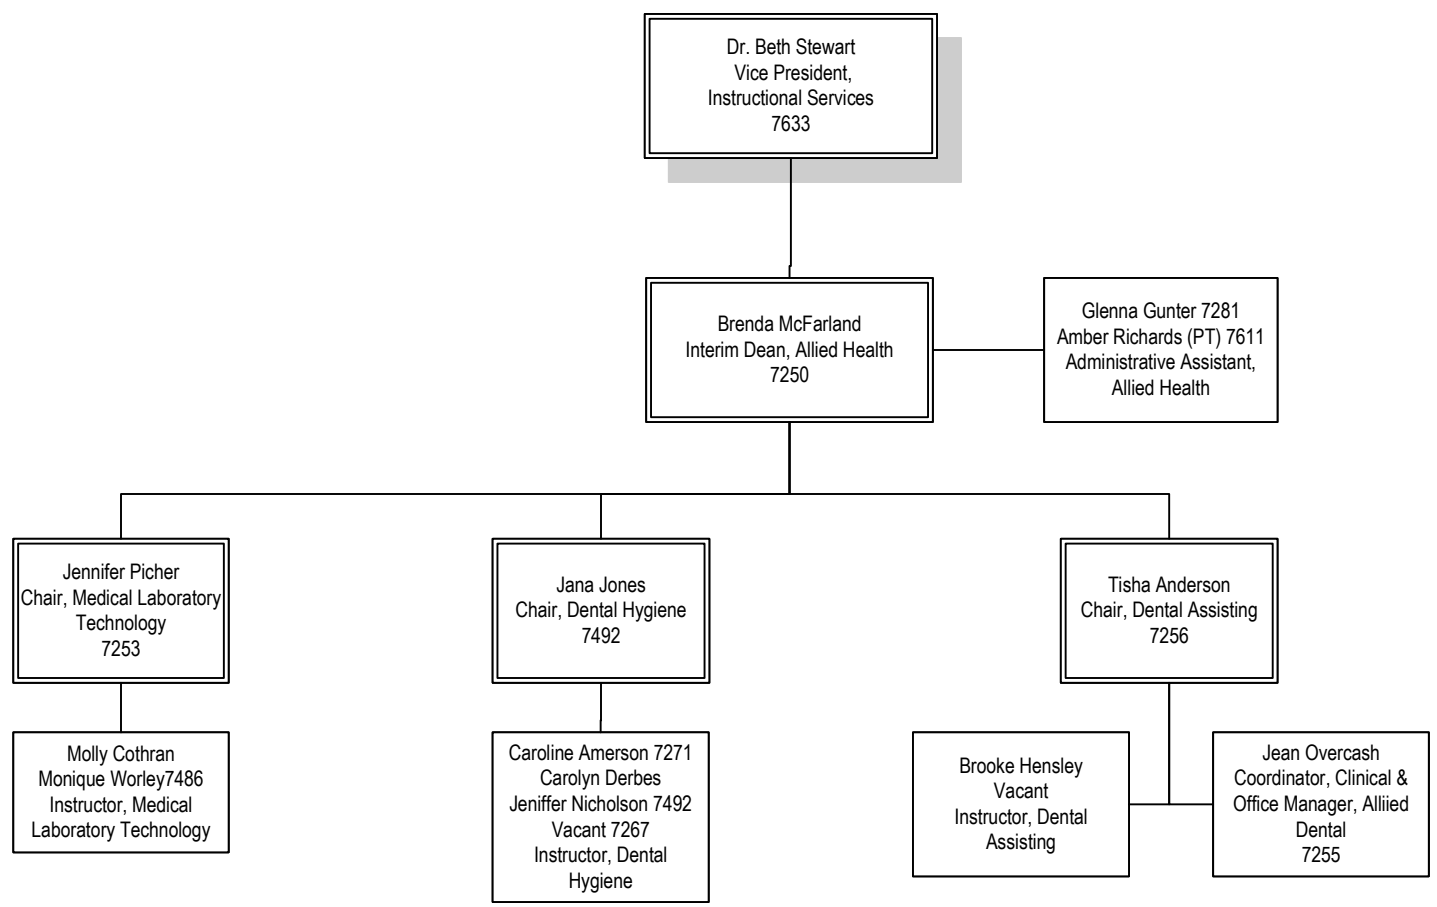 Dr. Beth Stewart
Vice President,
Instructional Services
7633
Brenda McFarland
Interim Dean, Allied Health
7250
Glenna Gunter 7281
Amber Richards (PT) 7611
Administrative Assistant,
Allied Health
Jennifer Picher
Chair, Medical Laboratory
Technology
7253
Jana Jones
Chair, Dental Hygiene
7492
Tisha Anderson
Chair, Dental Assisting
7256
Molly Cothran
Monique Worley7486
Instructor, Medical
Laboratory Technology
Caroline Amerson 7271
Carolyn Derbes
Jeniffer Nicholson 7492
Vacant 7267
Instructor, Dental
Hygiene
Brooke Hensley
Vacant
Instructor, Dental
Assisting
Jean Overcash
Coordinator, Clinical &
Office Manager, Alliied
Dental
7255